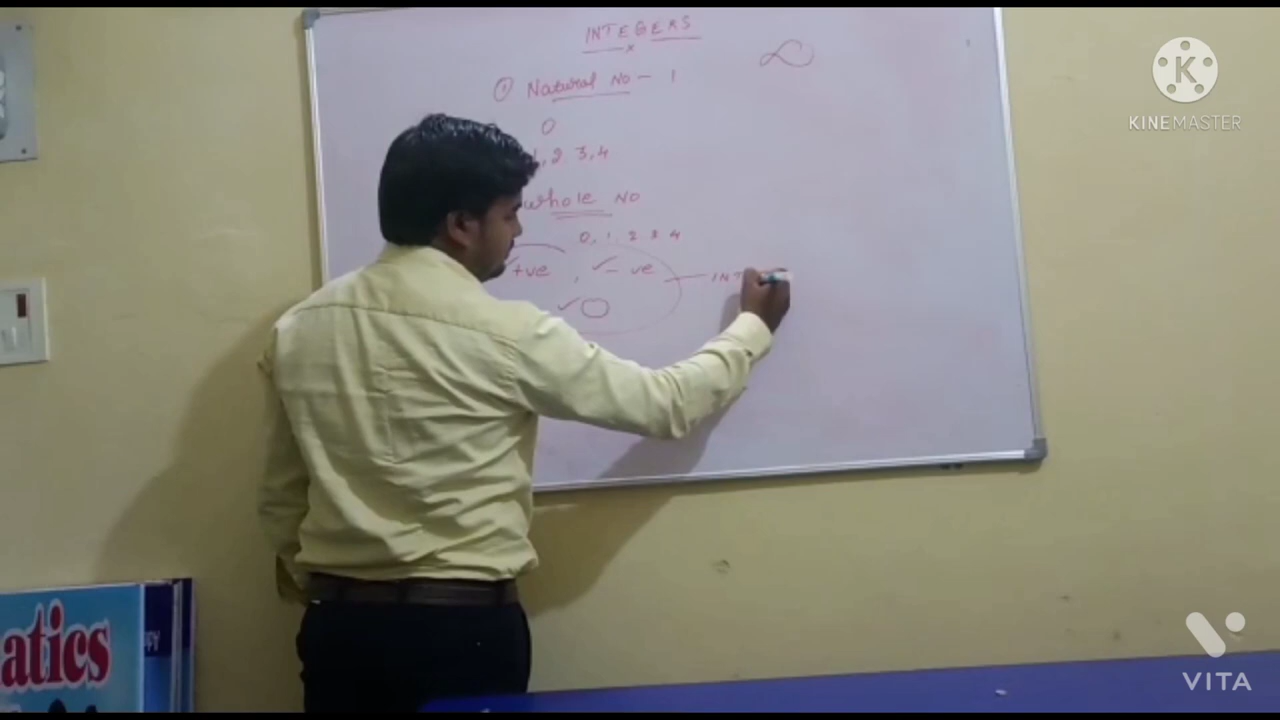 INTEGERS
① Natural NO - 1
0
1, 2 3, 4
whole NO
0, 1, 2 3 4
+ve, - ve
INT
K
KINEMASTER
atics
VITA